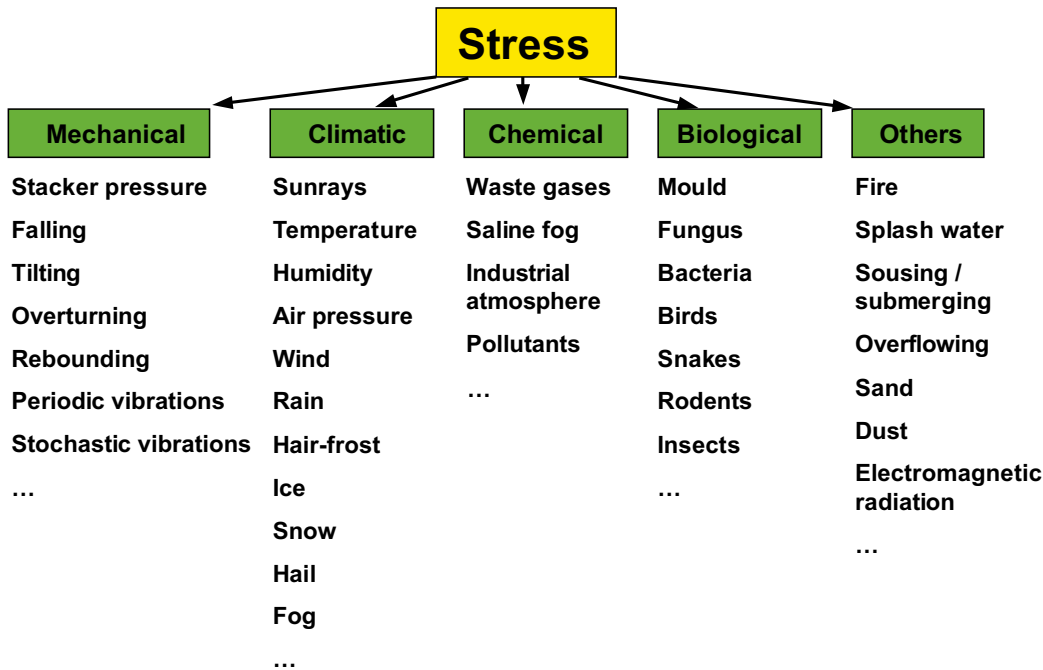 Stress
Mechanical
Stacker pressure
Falling
Tilting
Overturning
Rebounding
Periodic vibrations
Stochastic vibrations
…
Climatic
Sunrays
Temperature
Humidity
Air pressure
Wind
Rain
Hair-frost
Ice
Snow
Hail
Fog
…
Chemical
Waste gases
Saline fog
Industrial
atmosphere
Pollutants
…
Biological
Mould
Fungus
Bacteria
Birds
Snakes
Rodents
Insects
…
Others
Fire
Splash water
Sousing /
submerging
Overflowing
Sand
Dust
Electromagnetic
radiation
…